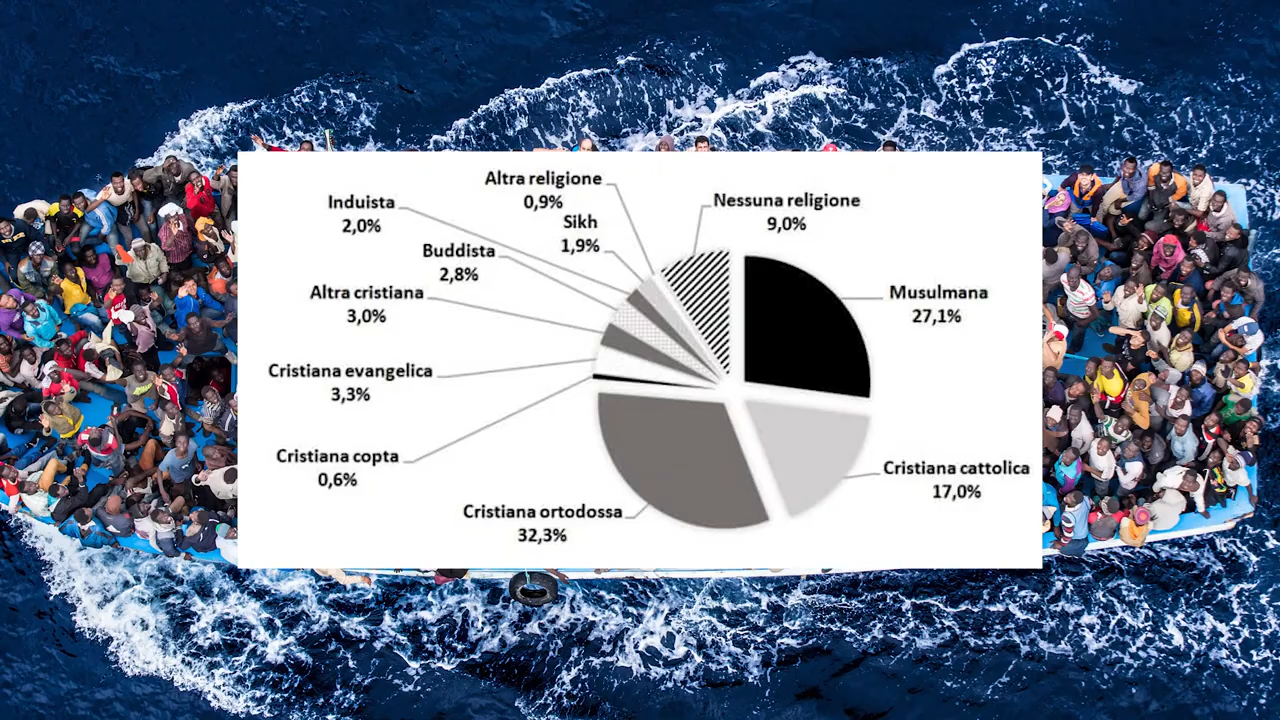 Altra religione
0,9%
Induista
2,0%
Sikh
1,9%
Nessuna religione
9,0%
Buddista
2,8%
Altra cristiana
3,0%
Musulmana
27,1%
Cristiana evangelica
3,3%
Cristiana copta
0,6%
Cristiana cattolica
17,0%
Cristiana ortodossa
32,3%